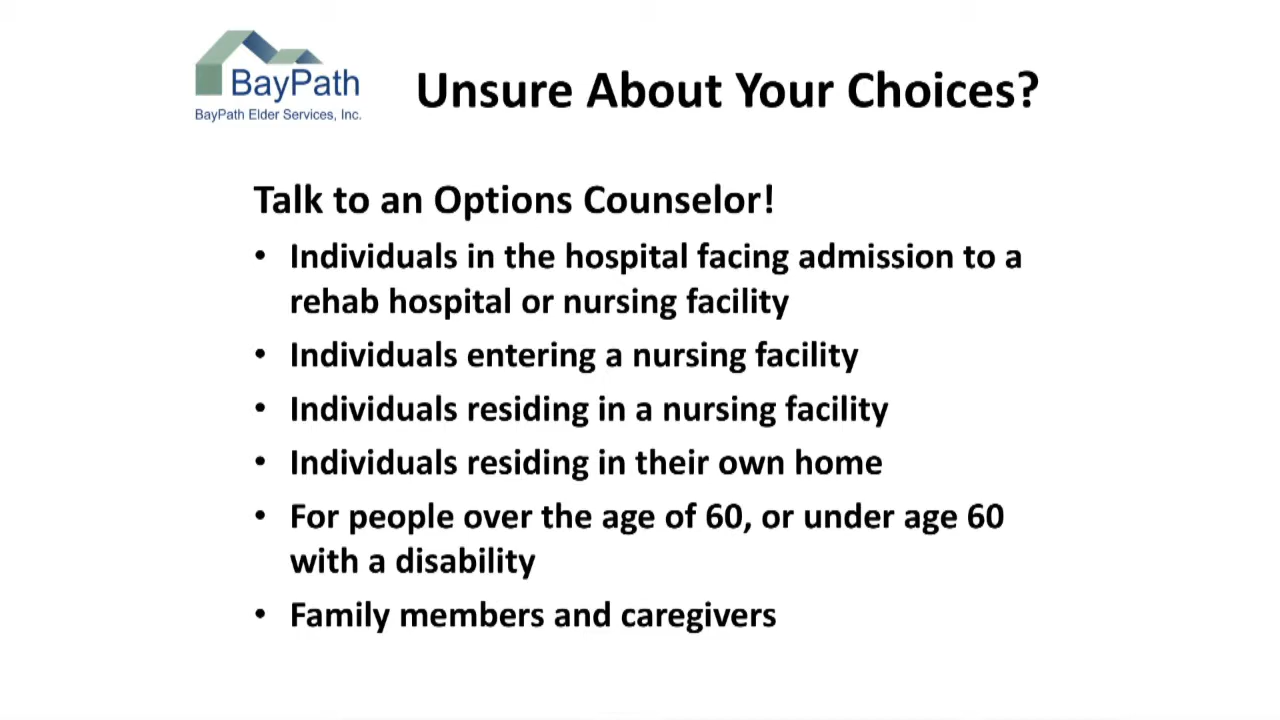 BayPath
BayPath Elder Services, Inc.
Unsure About Your Choices?
Talk to an Options Counselor!
• Individuals in the hospital facing admission to a
rehab hospital or nursing facility
• Individuals entering a nursing facility
• Individuals residing in a nursing facility
• Individuals residing in their own home
• For people over the age of 60, or under age 60
with a disability
• Family members and caregivers